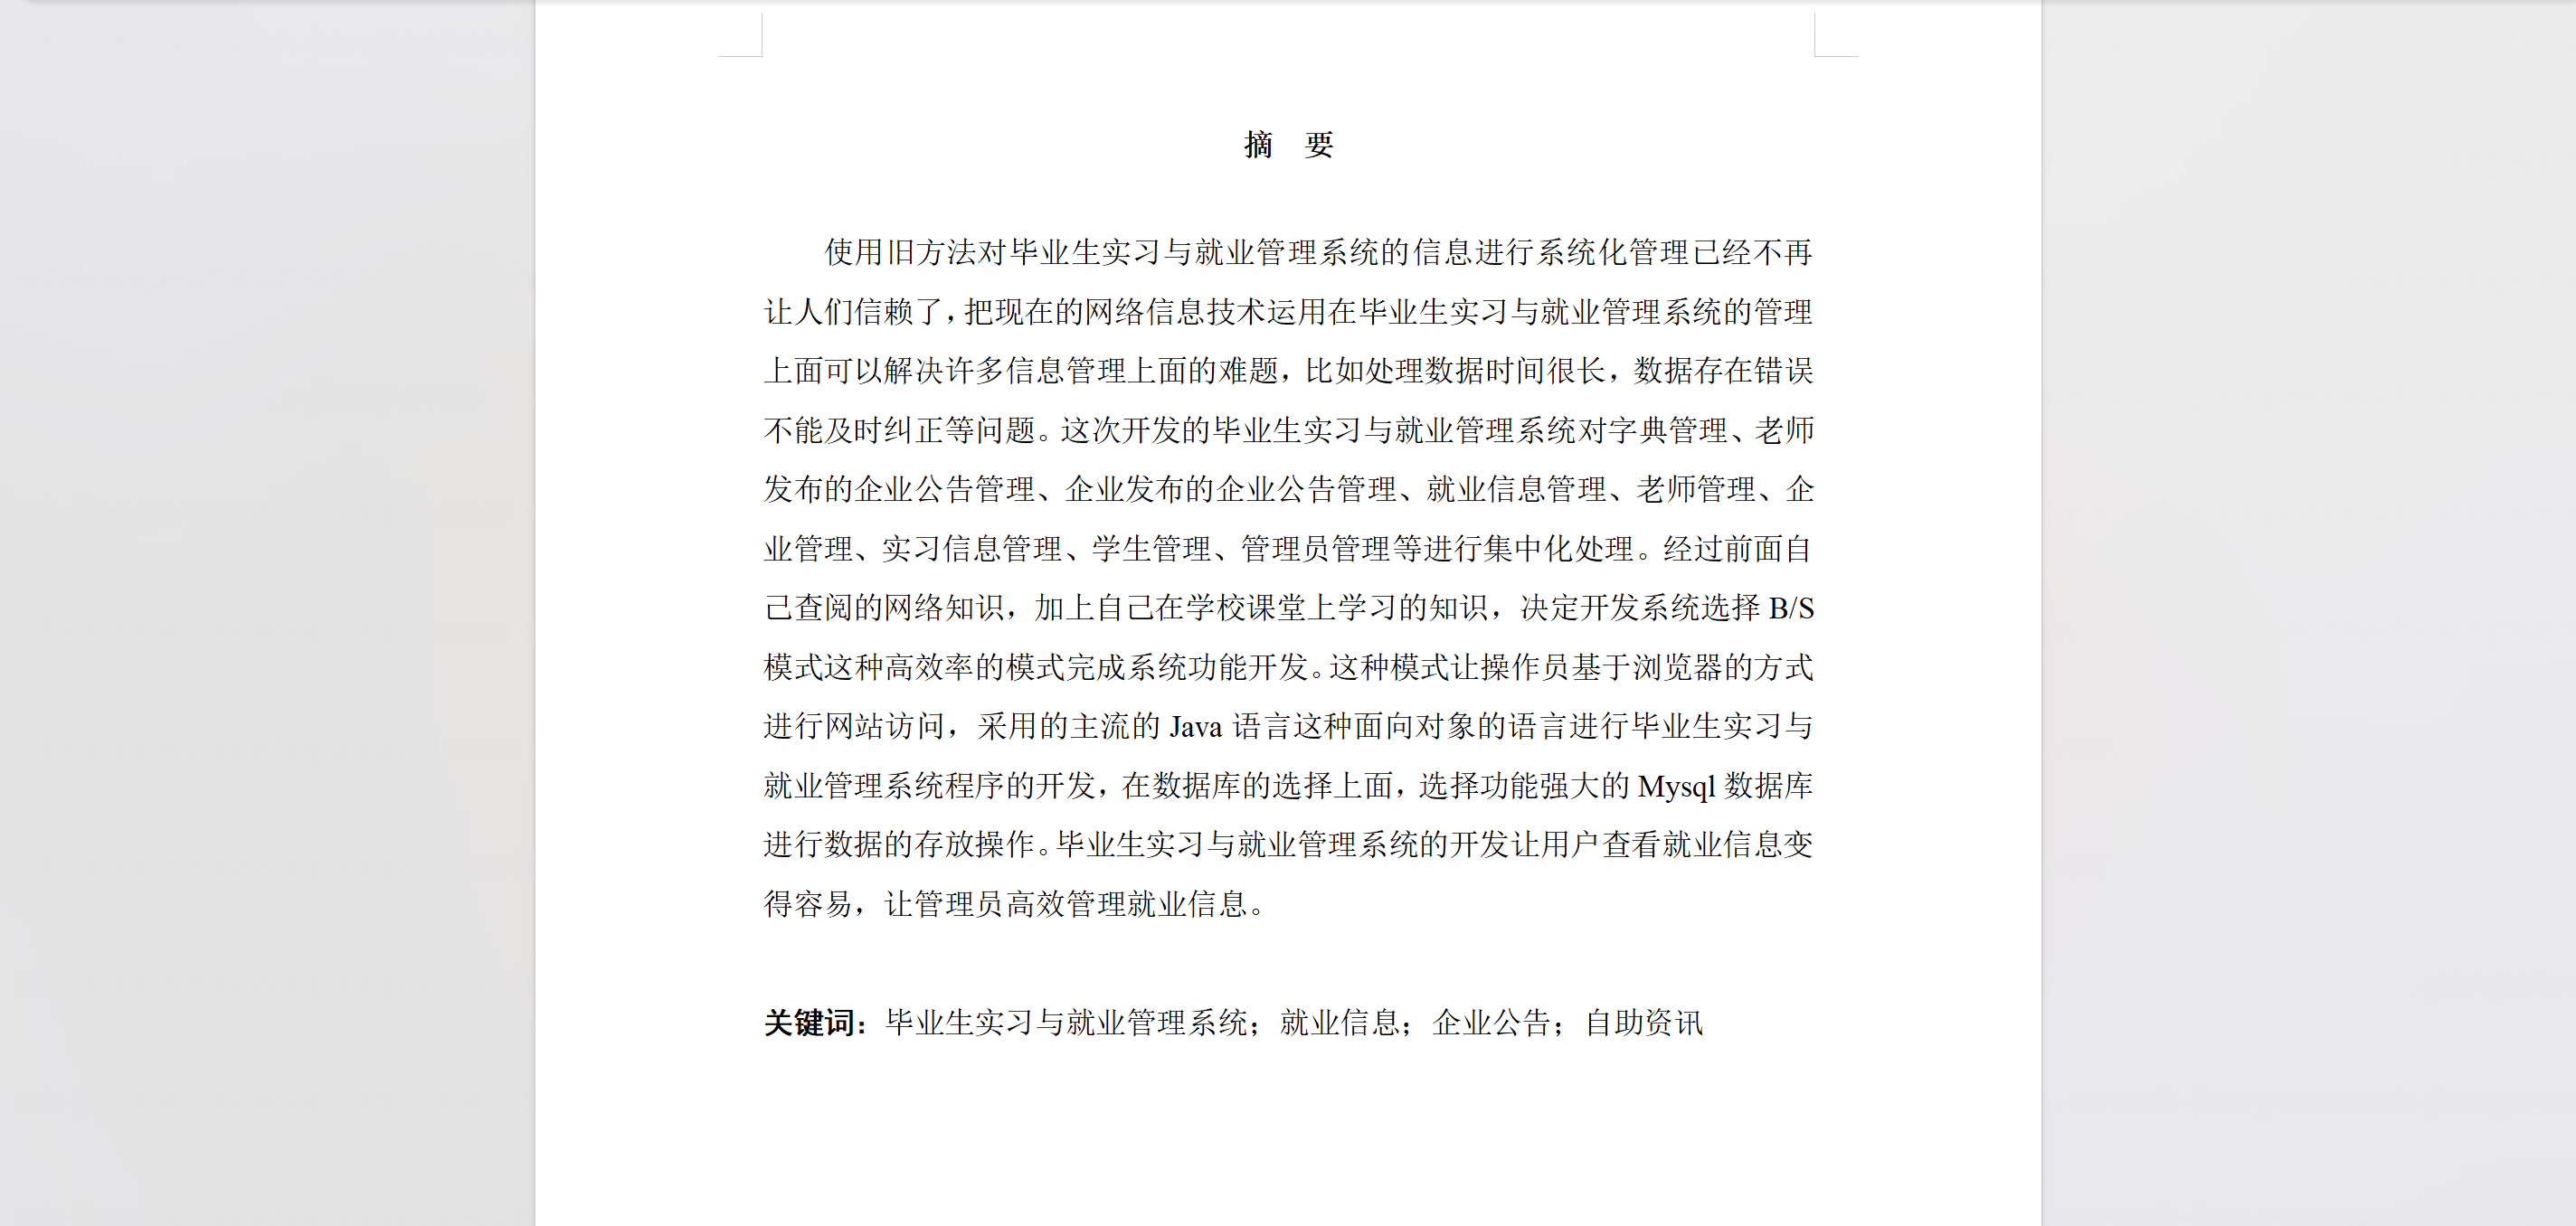 摘 要
使用旧方法对毕业生实习与就业管理系统的信息进行系统化管理已经不再
让人们信赖了，把现在的网络信息技术运用在毕业生实习与就业管理系统的管理
上面可以解决许多信息管理上面的难题，比如处理数据时间很长，数据存在错误
不能及时纠正等问题。这次开发的毕业生实习与就业管理系统对字典管理、老师
发布的企业公告管理、企业发布的企业公告管理、就业信息管理、老师管理、企
业管理、实习信息管理、学生管理、管理员管理等进行集中化处理。经过前面自
己查阅的网络知识，加上自己在学校课堂上学习的知识，决定开发系统选择 B/S
模式这种高效率的模式完成系统功能开发。这种模式让操作员基于浏览器的方式
进行网站访问，采用的主流的 Java 语言这种面向对象的语言进行毕业生实习与
就业管理系统程序的开发，在数据库的选择上面，选择功能强大的 Mysql 数据库
进行数据的存放操作。毕业生实习与就业管理系统的开发让用户查看就业信息变
得容易，让管理员高效管理就业信息。
关键词：毕业生实习与就业管理系统；就业信息；企业公告；自助资讯